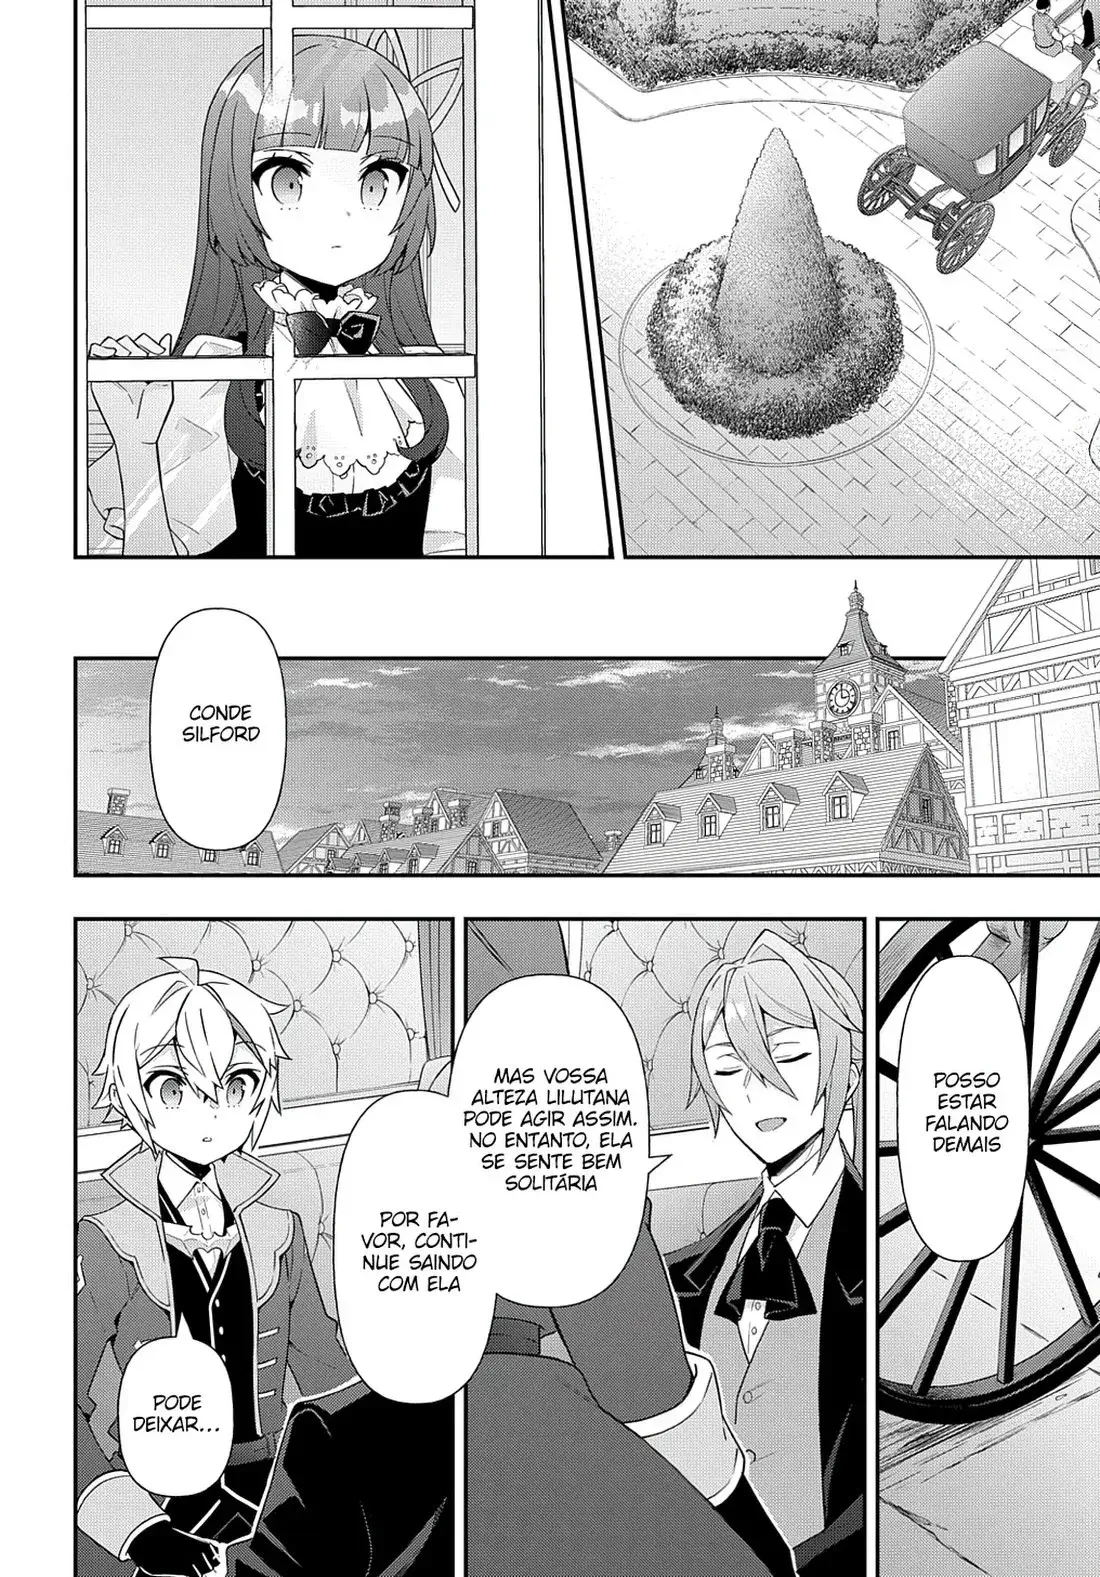 CONDE
SILFORD
POSSO
ESTAR
FALANDO
DEMAIS
MAS VOSSA
ALTEZA LILLITANA
PODE AGIR ASSIM.
NO ENTANTO, ELA
SE SENTE BEM
SOLITÁRIA
POR FA-
VOR, CONTI-
NUE SAINDO
COM ELA
PODE
DEIXAR...